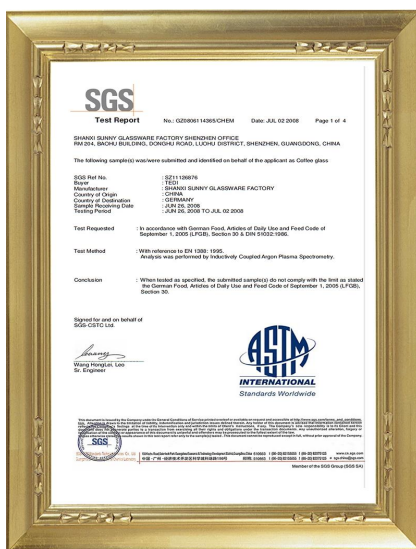 SGS
Test Report No.: GZ0806114365/CHEM Date: JUL 02 2008 Page 1 of 4
SHANXI SUNNY GLASSWARE FACTORY SHENZHEN OFFICE
RM 204, BAOHU BUILDING, DONGHU ROAD, LUOHU DISTRICT, SHENZHEN, GUANGDONG, CHINA
The following sample(s) was/were submitted and identified on behalf of the applicant as Coffee glass
SGS Ref No. : SZ11126876
Buyer : TEDI
Manufacturer : SHANXI SUNNY GLASSWARE FACTORY
Country of Origin : CHINA
Country of Destination : GERMANY
Sample Receiving Date : JUN 26, 2008
Testing Period : JUN 26, 2008 TO JUL 02 2008
Test Requested : In accordance with German Food, Articles of Daily Use and Feed Code of
September 1, 2005 (LFGB), Section 30 & DIN 51032:1986.
Test Method : With reference to EN 1388: 1995.
Analysis was performed by Inductively Coupled Argon Plasma Spectrometry.
Conclusion : When tested as specified, the submitted sample(s) do not comply with the limit as stated
the German Food, Articles of Daily Use and Feed Code of September 1, 2005 (LFGB),
Section 30.
Signed for and on behalf of
SGS-CSTC Ltd.
Wang HongLei, Leo
Sr. Engineer
ASTM
INTERNATIONAL
Standards Worldwide
SGS
Member of the SGS Group (SGS SA)